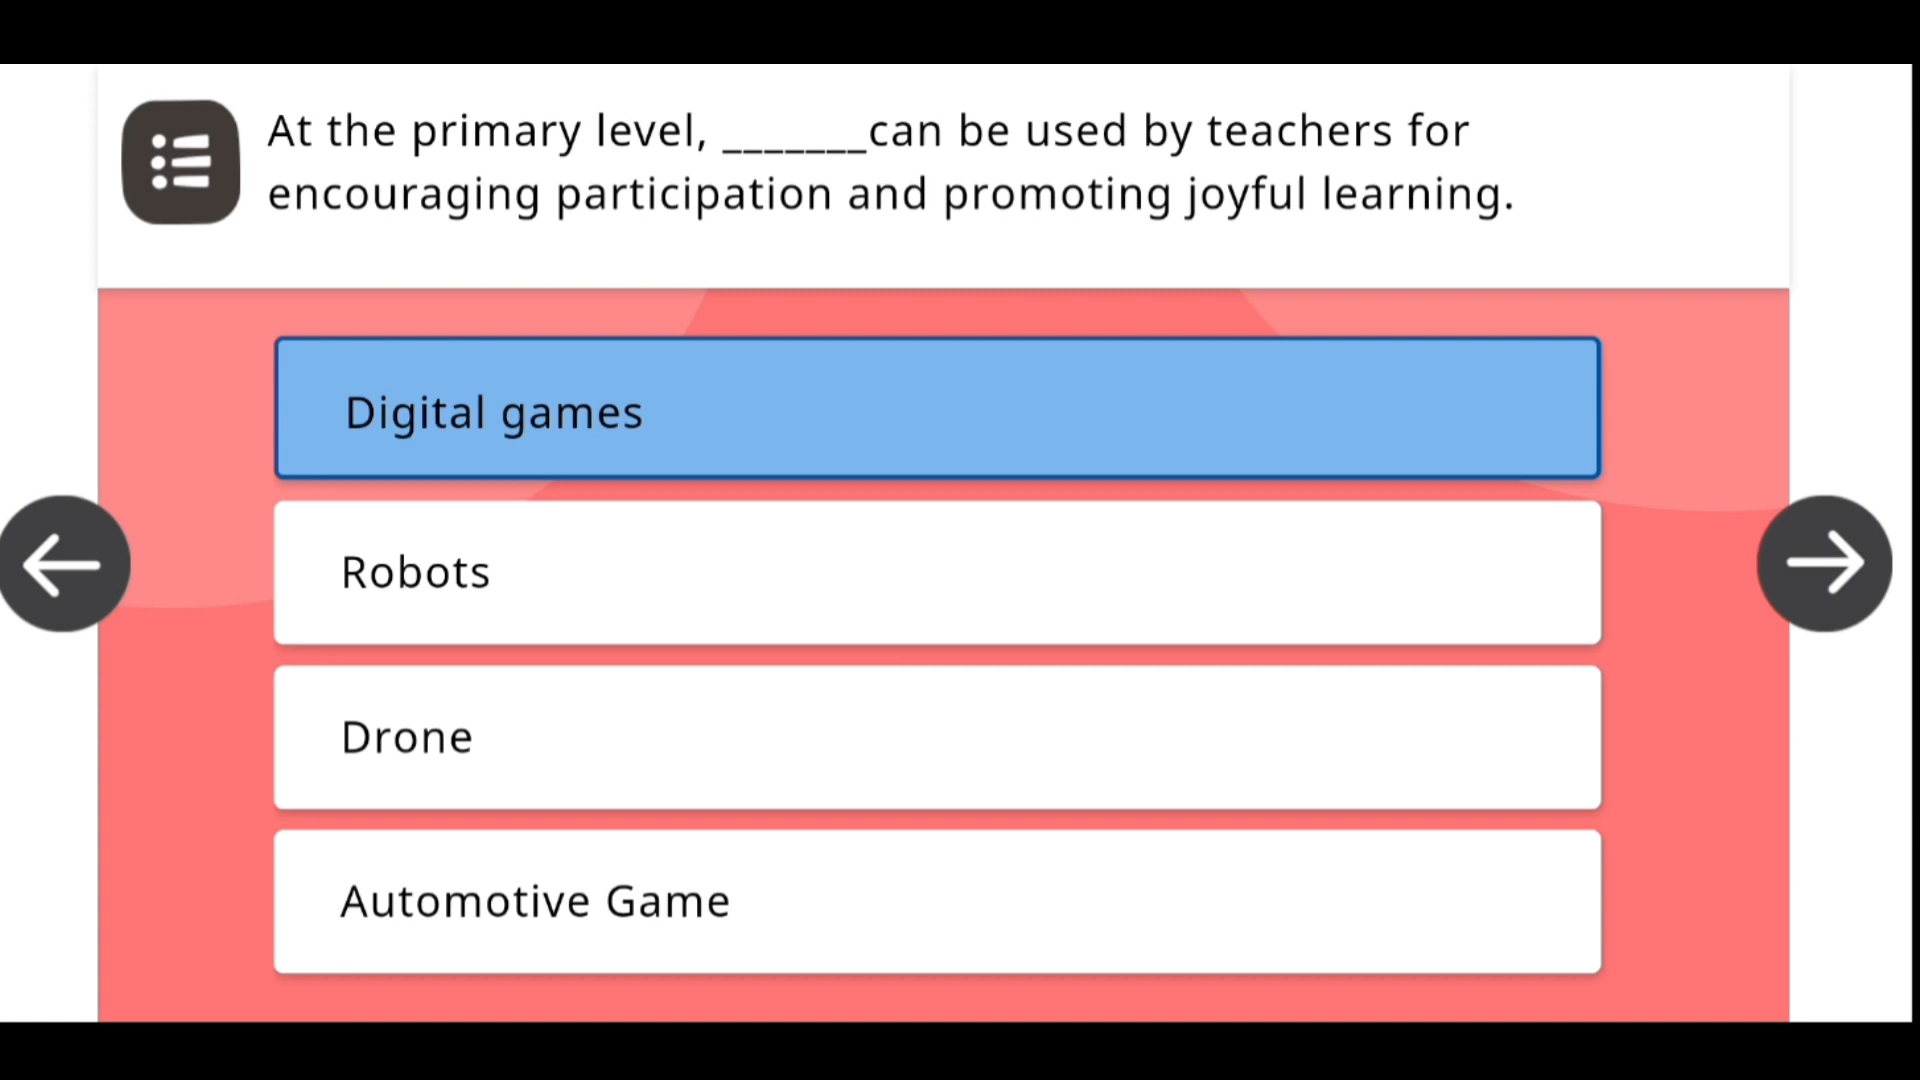 At the primary level, _______can be used by teachers for
encouraging participation and promoting joyful learning.
Digital games
Robots
Drone
Automotive Game